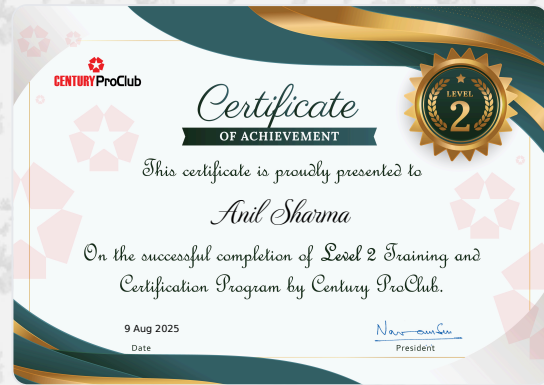 CENTURY ProClub
LEVEL
2
Certificate
OF ACHIEVEMENT
This certificate is proudly presented to
Anil Sharma
On the successful completion of Level 2 Training and
Certification Program by Century ProClub.
9 Aug 2025
Date
President